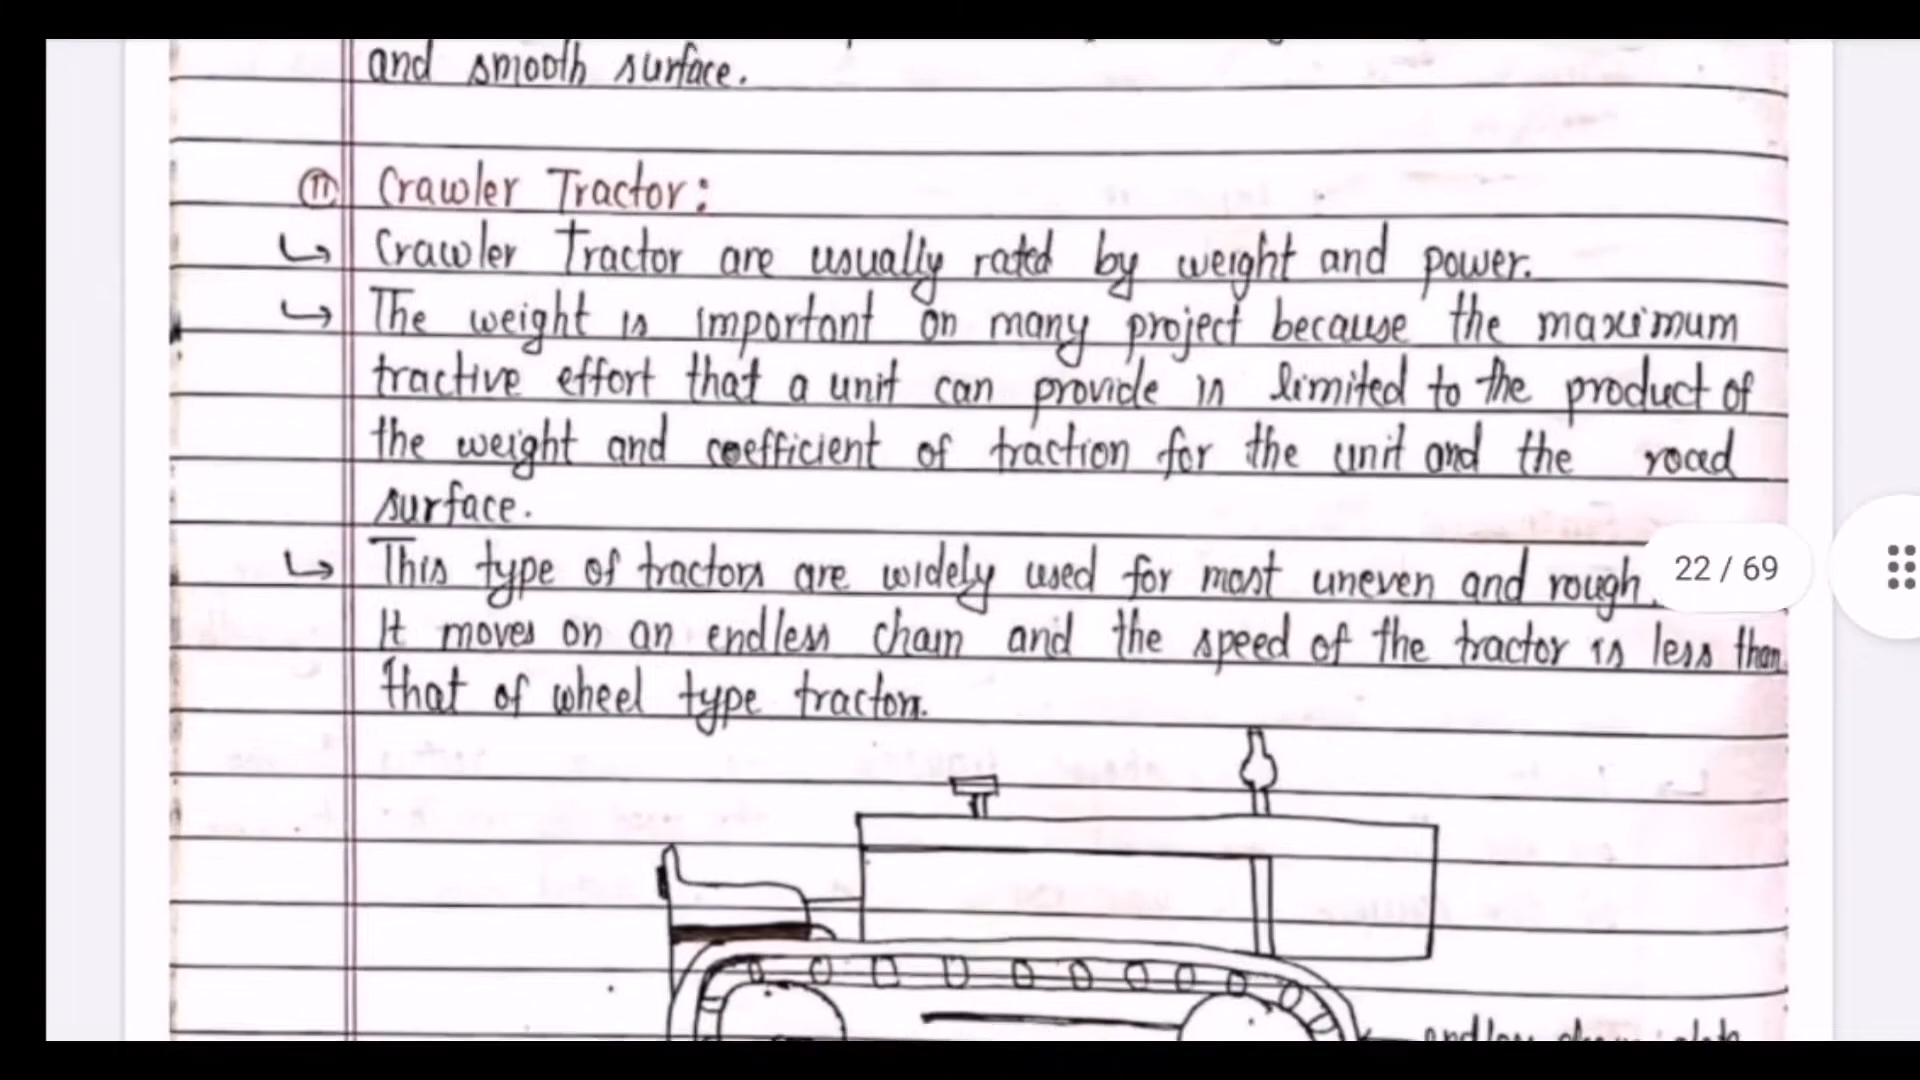 and smooth surface.
II Crawler Tractor:
↳ Crawler Tractor are usually rated by weight and power.
↳ The weight is important on many project because the maximum
tractive effort that a unit can provide is limited to the product of
the weight and coefficient of traction for the unit and the road
surface.
↳ This type of tractors are widely used for most uneven and rough.
22 / 69
It moves on an endless chain and the speed of the tractor is less than
that of wheel type tractors.
endless chain